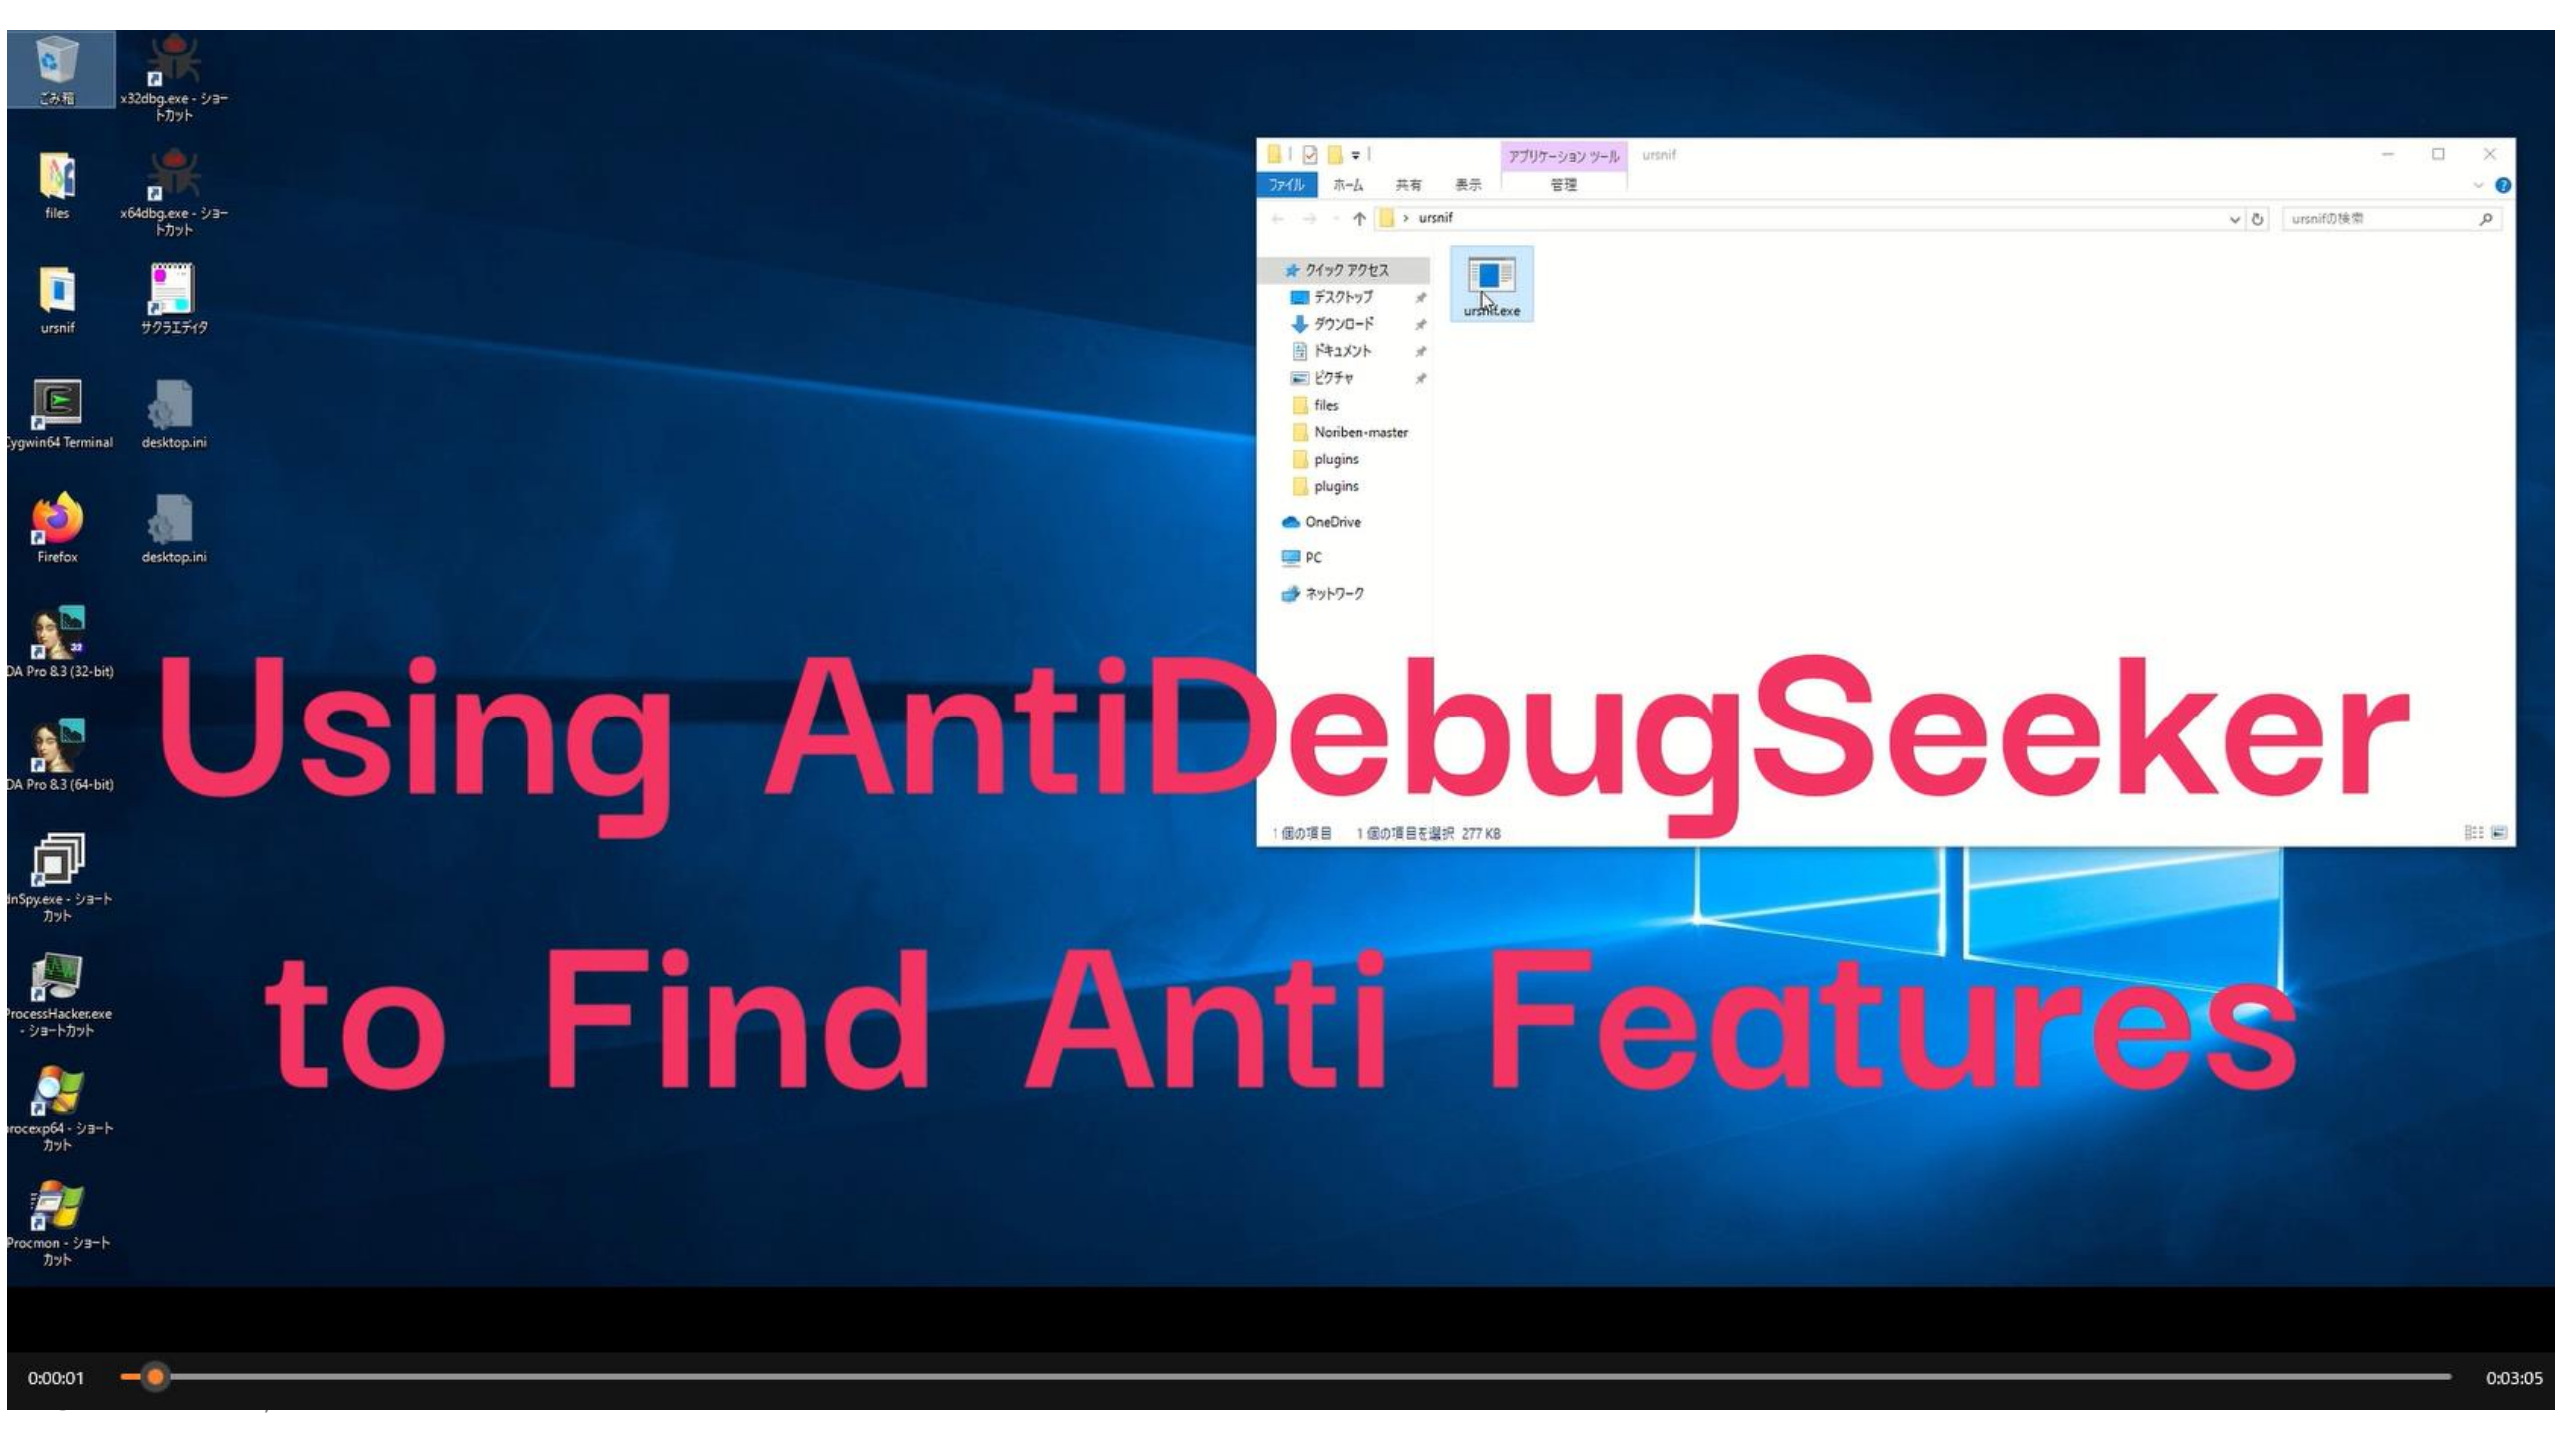 ごみ箱
x32dbg.exe - ショー
トカット
files
x64dbg.exe - ショー
トカット
ursnif
サクラエディタ
ygwin64 Terminal
desktop.ini
Firefox
desktop.ini
DA Pro 8.3 (32-bit)
DA Pro 8.3 (64-bit)
dnSpy.exe - ショート
カット
rocessHacker.exe
- ショートカット
rocexp64 - ショート
カット
Procmon - ショート
カット
アプリケーション ツール
ursnif
ファイル
ホーム
共有
表示
管理
> ursnif
ursnifの検索
クイック アクセス
デスクトップ
ダウンロード
ドキュメント
ピクチャ
files
Noriben-master
plugins
plugins
OneDrive
PC
ネットワーク
ursnif.exe
1 個の項目
1 個の項目を選択 277 KB
Using AntiDebugSeeker
to Find Anti Features
0:00:01
0:03:05